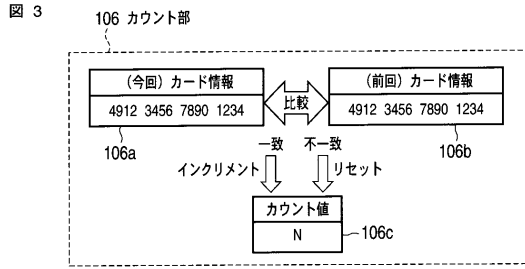 図 3
106 カウント部
(今回) カード情報
4912 3456 7890 1234
106a
比較
(前回) カード情報
4912 3456 7890 1234
106b
一致 不一致
インクリメント
リセット
カウント値
N
106c